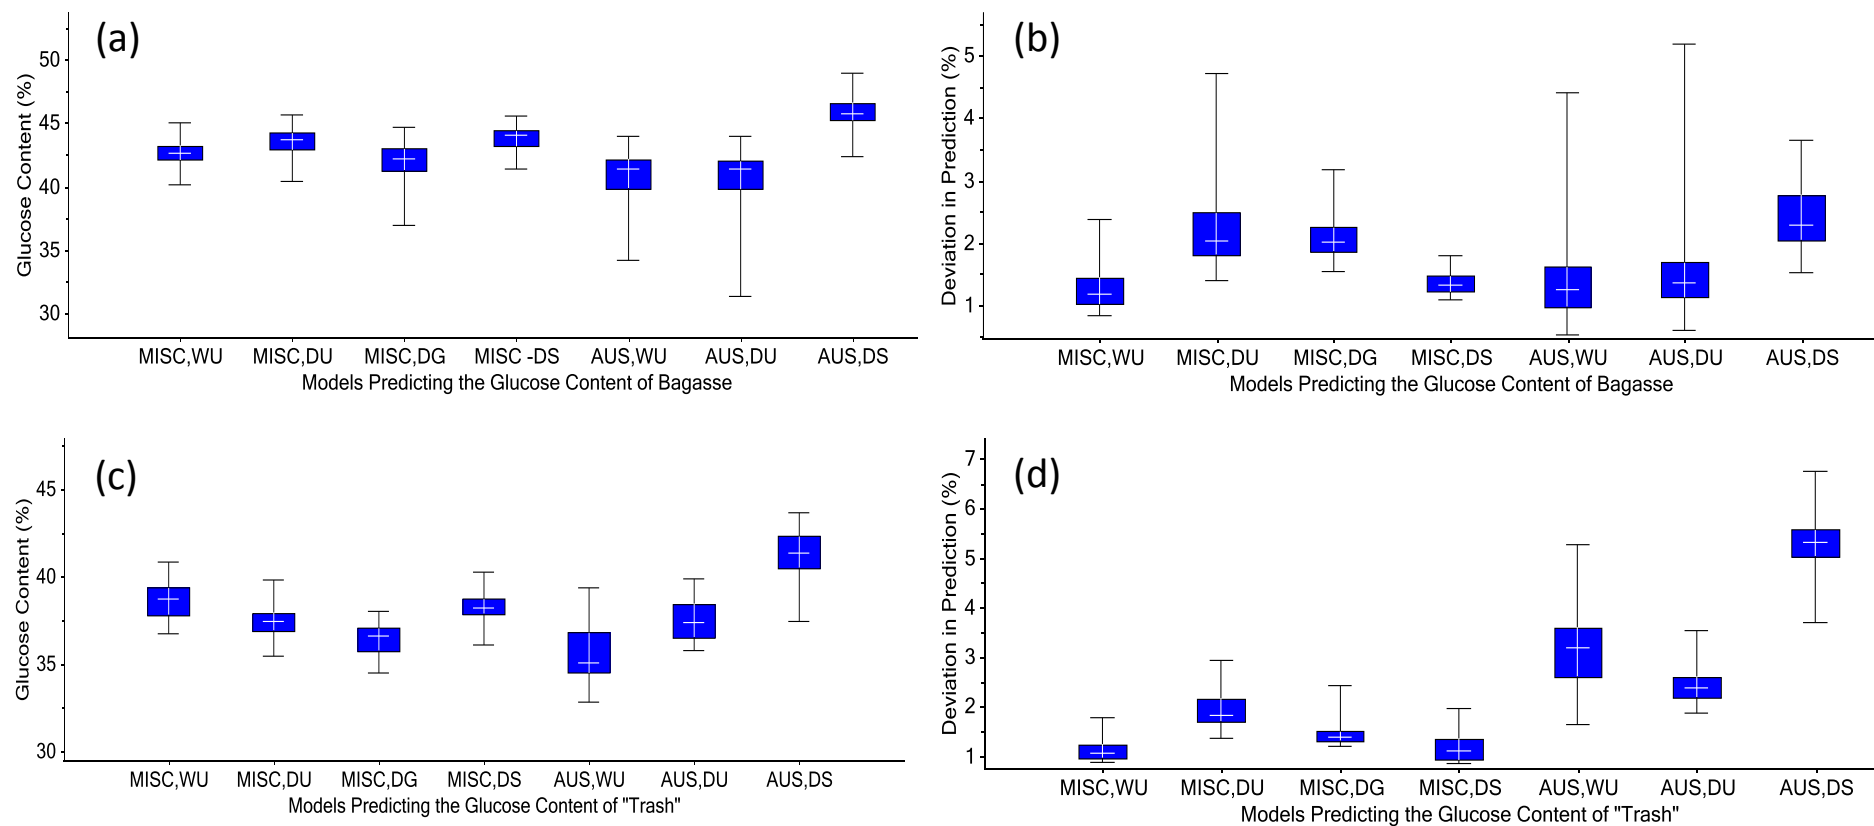 (a)
Glucose Content (%)
50
45
40
35
30
MISC,WU MISC,DU MISC,DG MISC -DS AUS,WU AUS,DU AUS,DS
Models Predicting the Glucose Content of Bagasse
(b)
Deviation in Prediction (%)
5
4
3
2
1
MISC,WU MISC,DU MISC,DG MISC,DS AUS,WU AUS,DU AUS,DS
Models Predicting the Glucose Content of Bagasse
(c)
Glucose Content (%)
45
40
35
30
MISC,WU MISC,DU MISC,DG MISC,DS AUS,WU AUS,DU AUS,DS
Models Predicting the Glucose Content of "Trash"
(d)
Deviation in Prediction (%)
7
6
5
4
3
2
1
MISC,WU MISC,DU MISC,DG MISC,DS AUS,WU AUS,DU AUS,DS
Models Predicting the Glucose Content of "Trash"